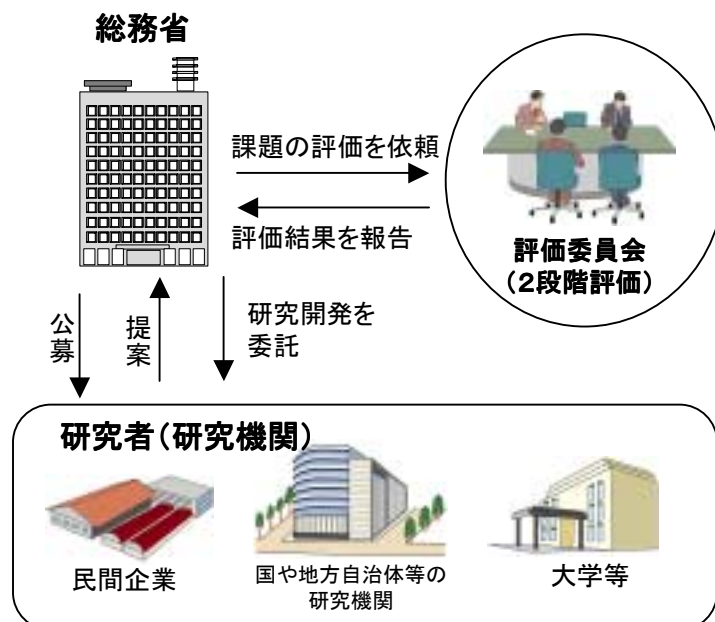 総務省
課題の評価を依頼
評価結果を報告
評価委員会
（２段階評価）
公募
提案
研究開発を
委託
研究者（研究機関）
民間企業
国や地方自治体等の
研究機関
大学等